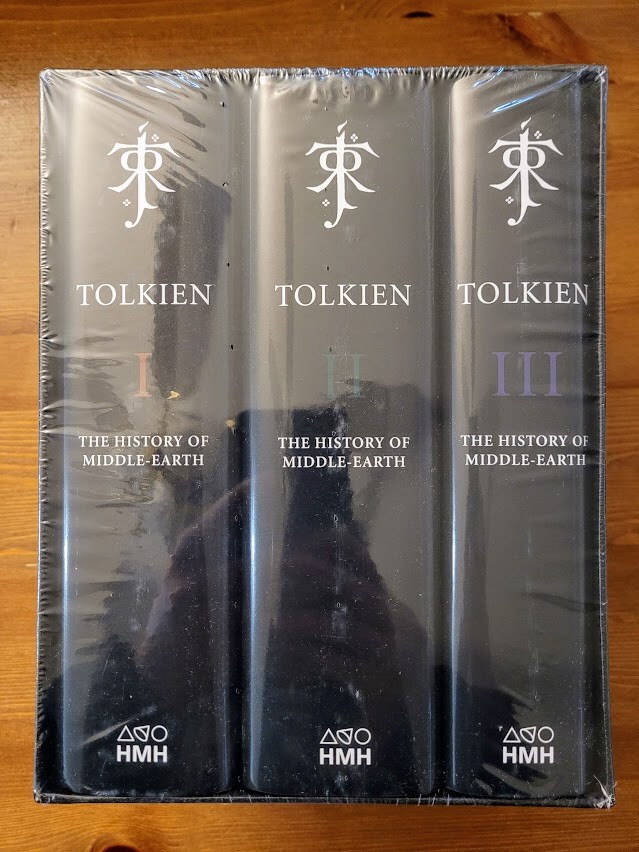 TOLKIEN
I
THE HISTORY OF
MIDDLE-EARTH
HMH
TOLKIEN
II
THE HISTORY OF
MIDDLE-EARTH
HMH
TOLKIEN
III
THE HISTORY OF
MIDDLE-EARTH
HMH